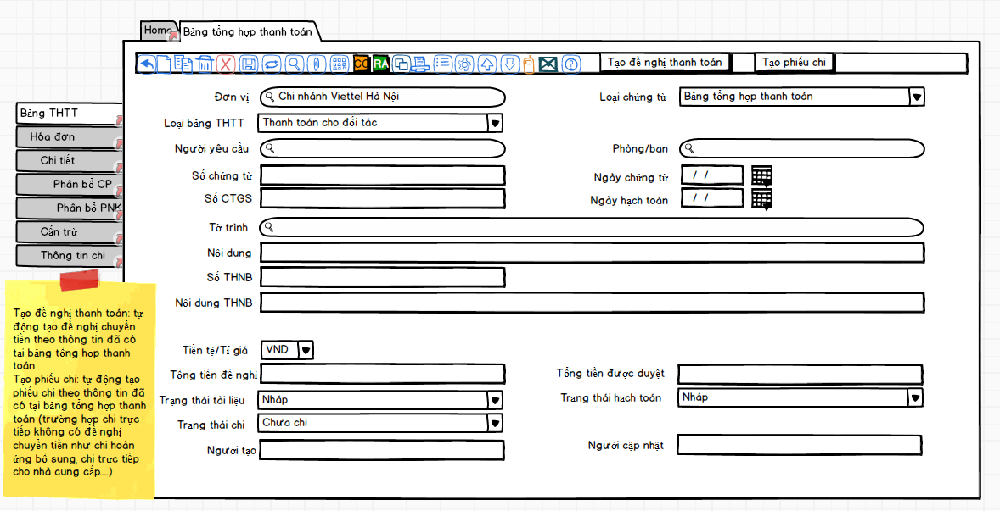 Home
Bảng tổng hợp thanh toán
CO
RA
Tạo đề nghị thanh toán
Tạo phiếu chi
Đơn vị
Chi nhánh Viettel Hà Nội
Loại chứng từ
Bảng tổng hợp thanh toán
Bảng THTT
Loại bảng THTT
Thanh toán cho đối tác
Hóa đơn
Người yêu cầu
Phòng/ban
Chi tiết
Số chứng từ
Ngày chứng từ
/ /
Phân bổ CP
Số CTGS
Ngày hạch toán
/ /
Phân bổ PNK
Cấn trừ
Tờ trình
Thông tin chi
Nội dung
Số THNB
Nội dung THNB
Tạo đề nghị thanh toán: tự
động tạo đề nghị chuyển
tiền theo thông tin đã có
tại bảng tổng hợp thanh
toán
Tạo phiếu chi: tự động tạo
phiếu chi theo thông tin đã
có tại bảng tổng hợp thanh
toán (trường hợp chi trực
tiếp không có đề nghị
chuyển tiền như chi hoàn
ứng bổ sung, chi trực tiếp
cho nhà cung cấp....)
Tiền tệ/Tỉ giá
VND
Tổng tiền đề nghị
Tổng tiền được duyệt
Trạng thái tài liệu
Nháp
Trạng thái hạch toán
Nháp
Trạng thái chi
Chưa chi
Người tạo
Người cập nhật